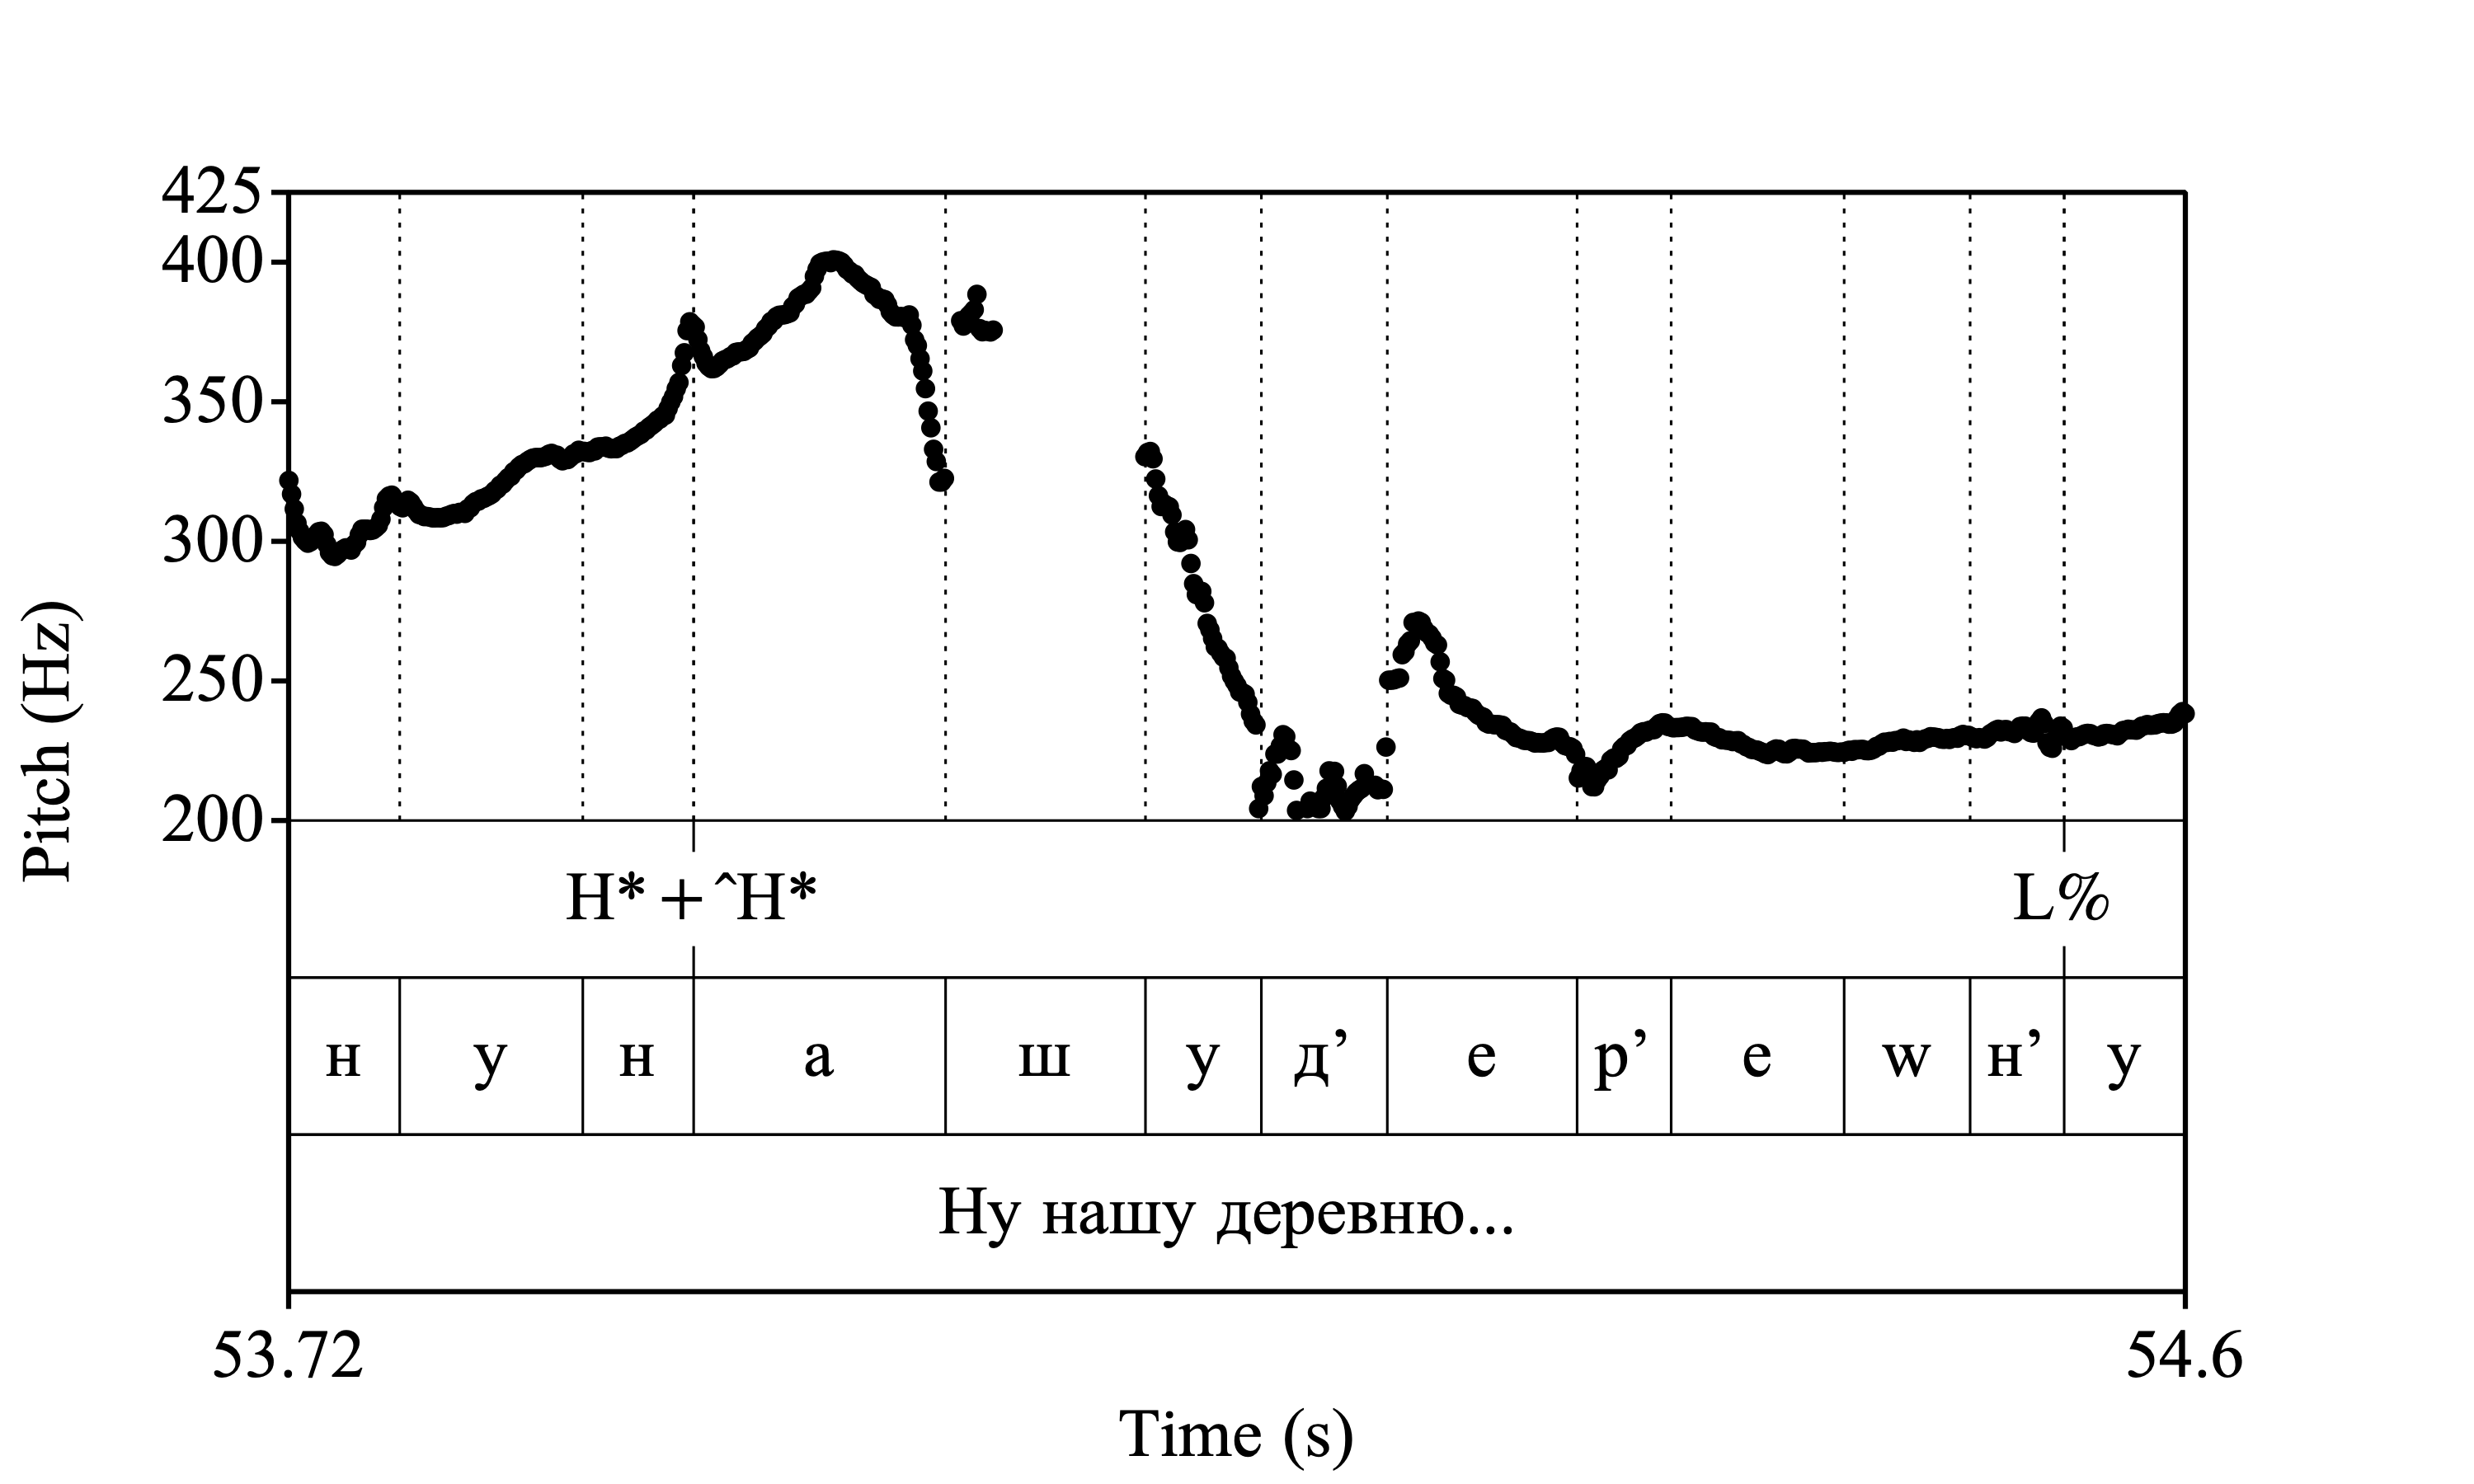 425
400
350
300
250
200
Pitch (Hz)
H* + ^H* L%
н у н а ш у д’ е р’ е w н’ у
Ну нашу деревню...
53.72 54.6
Time (s)